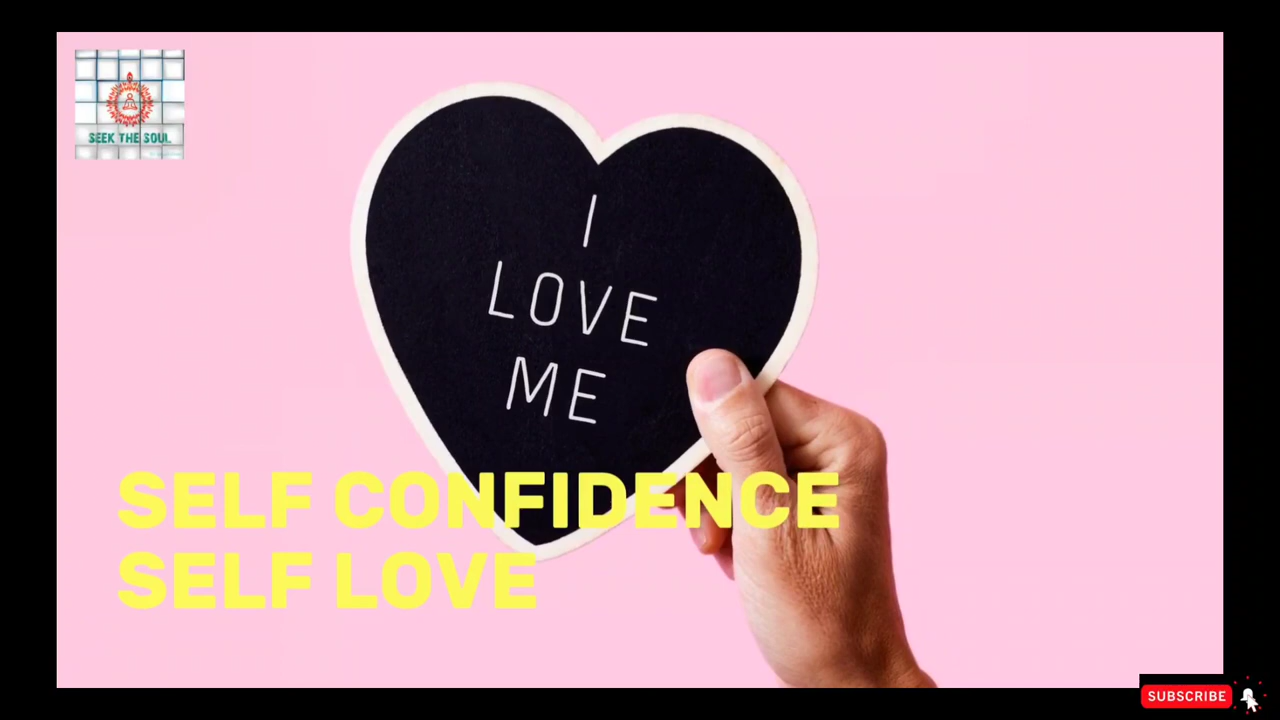 SEEK THE SOUL
I
LOVE
ME
SELF CONFIDENCE
SELF LOVE
SUBSCRIBE